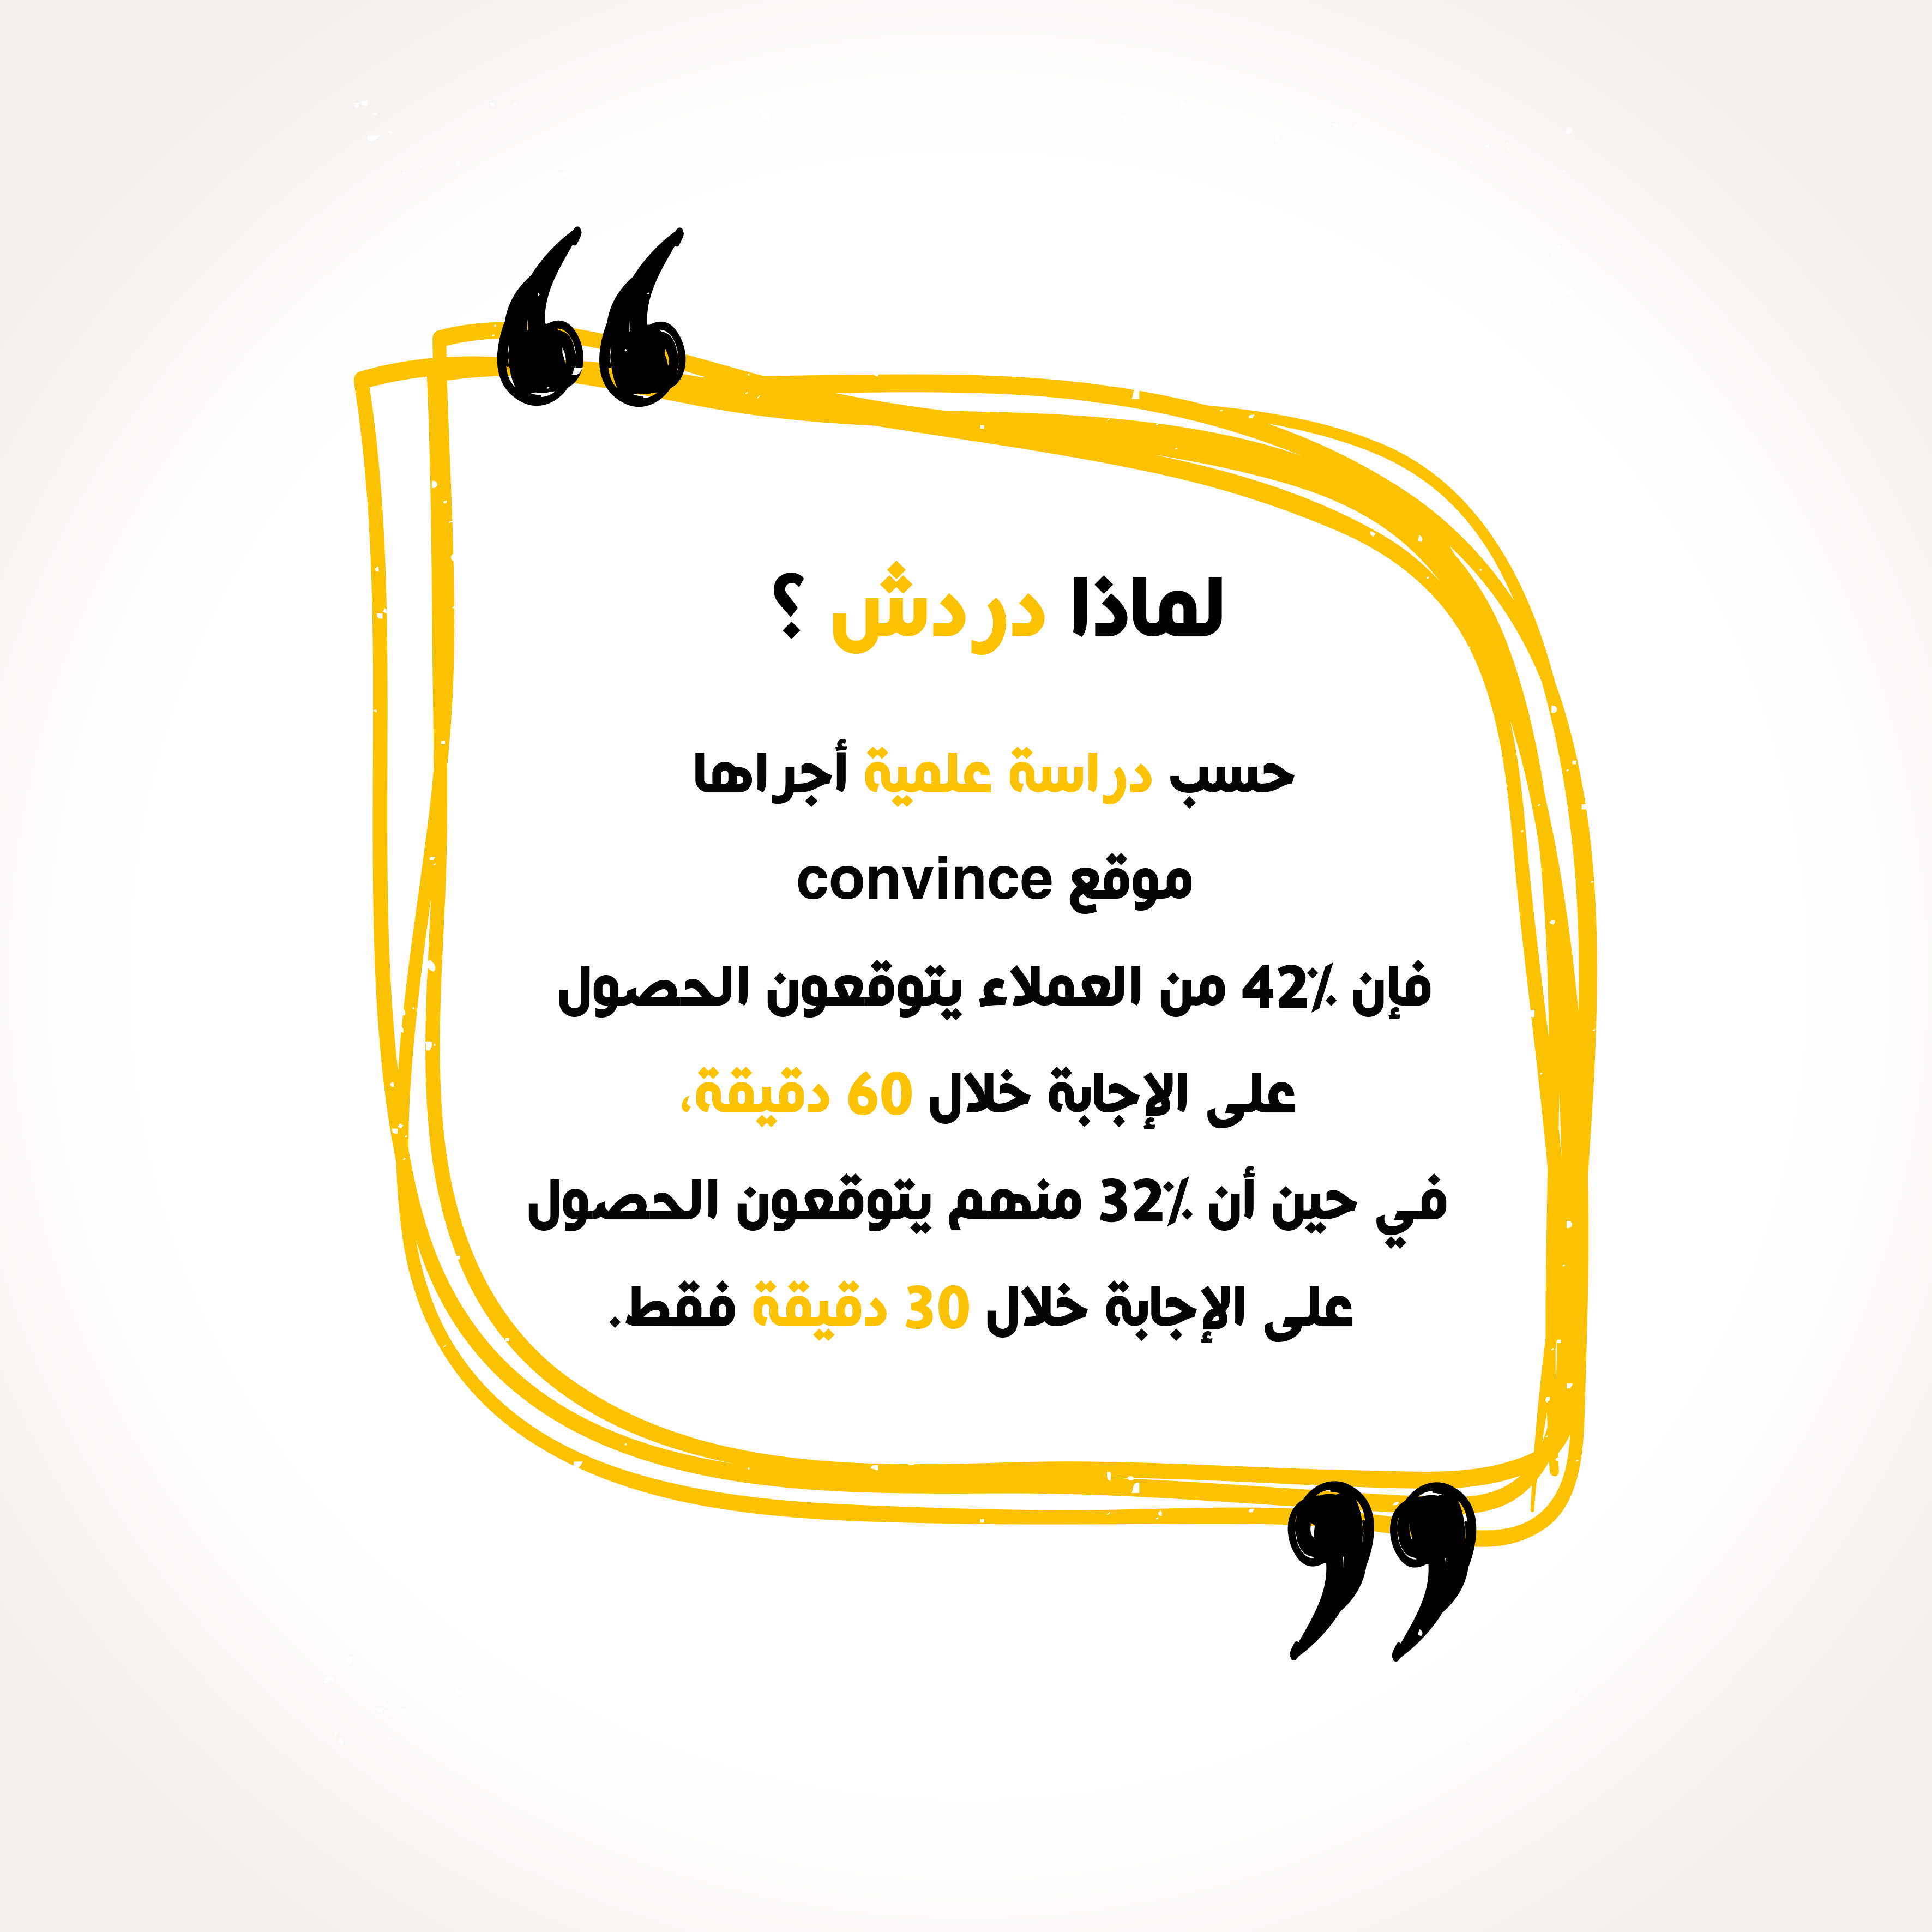 لماذا دردش ؟
حسب دراسة علمية أجراها
موقع convince
فإن 42٪ من العملاء يتوقعون الحصول
على الإجابة خلال 60 دقيقة،
في حين أن 32٪ منهم يتوقعون الحصول
على الإجابة خلال 30 دقيقة فقط.